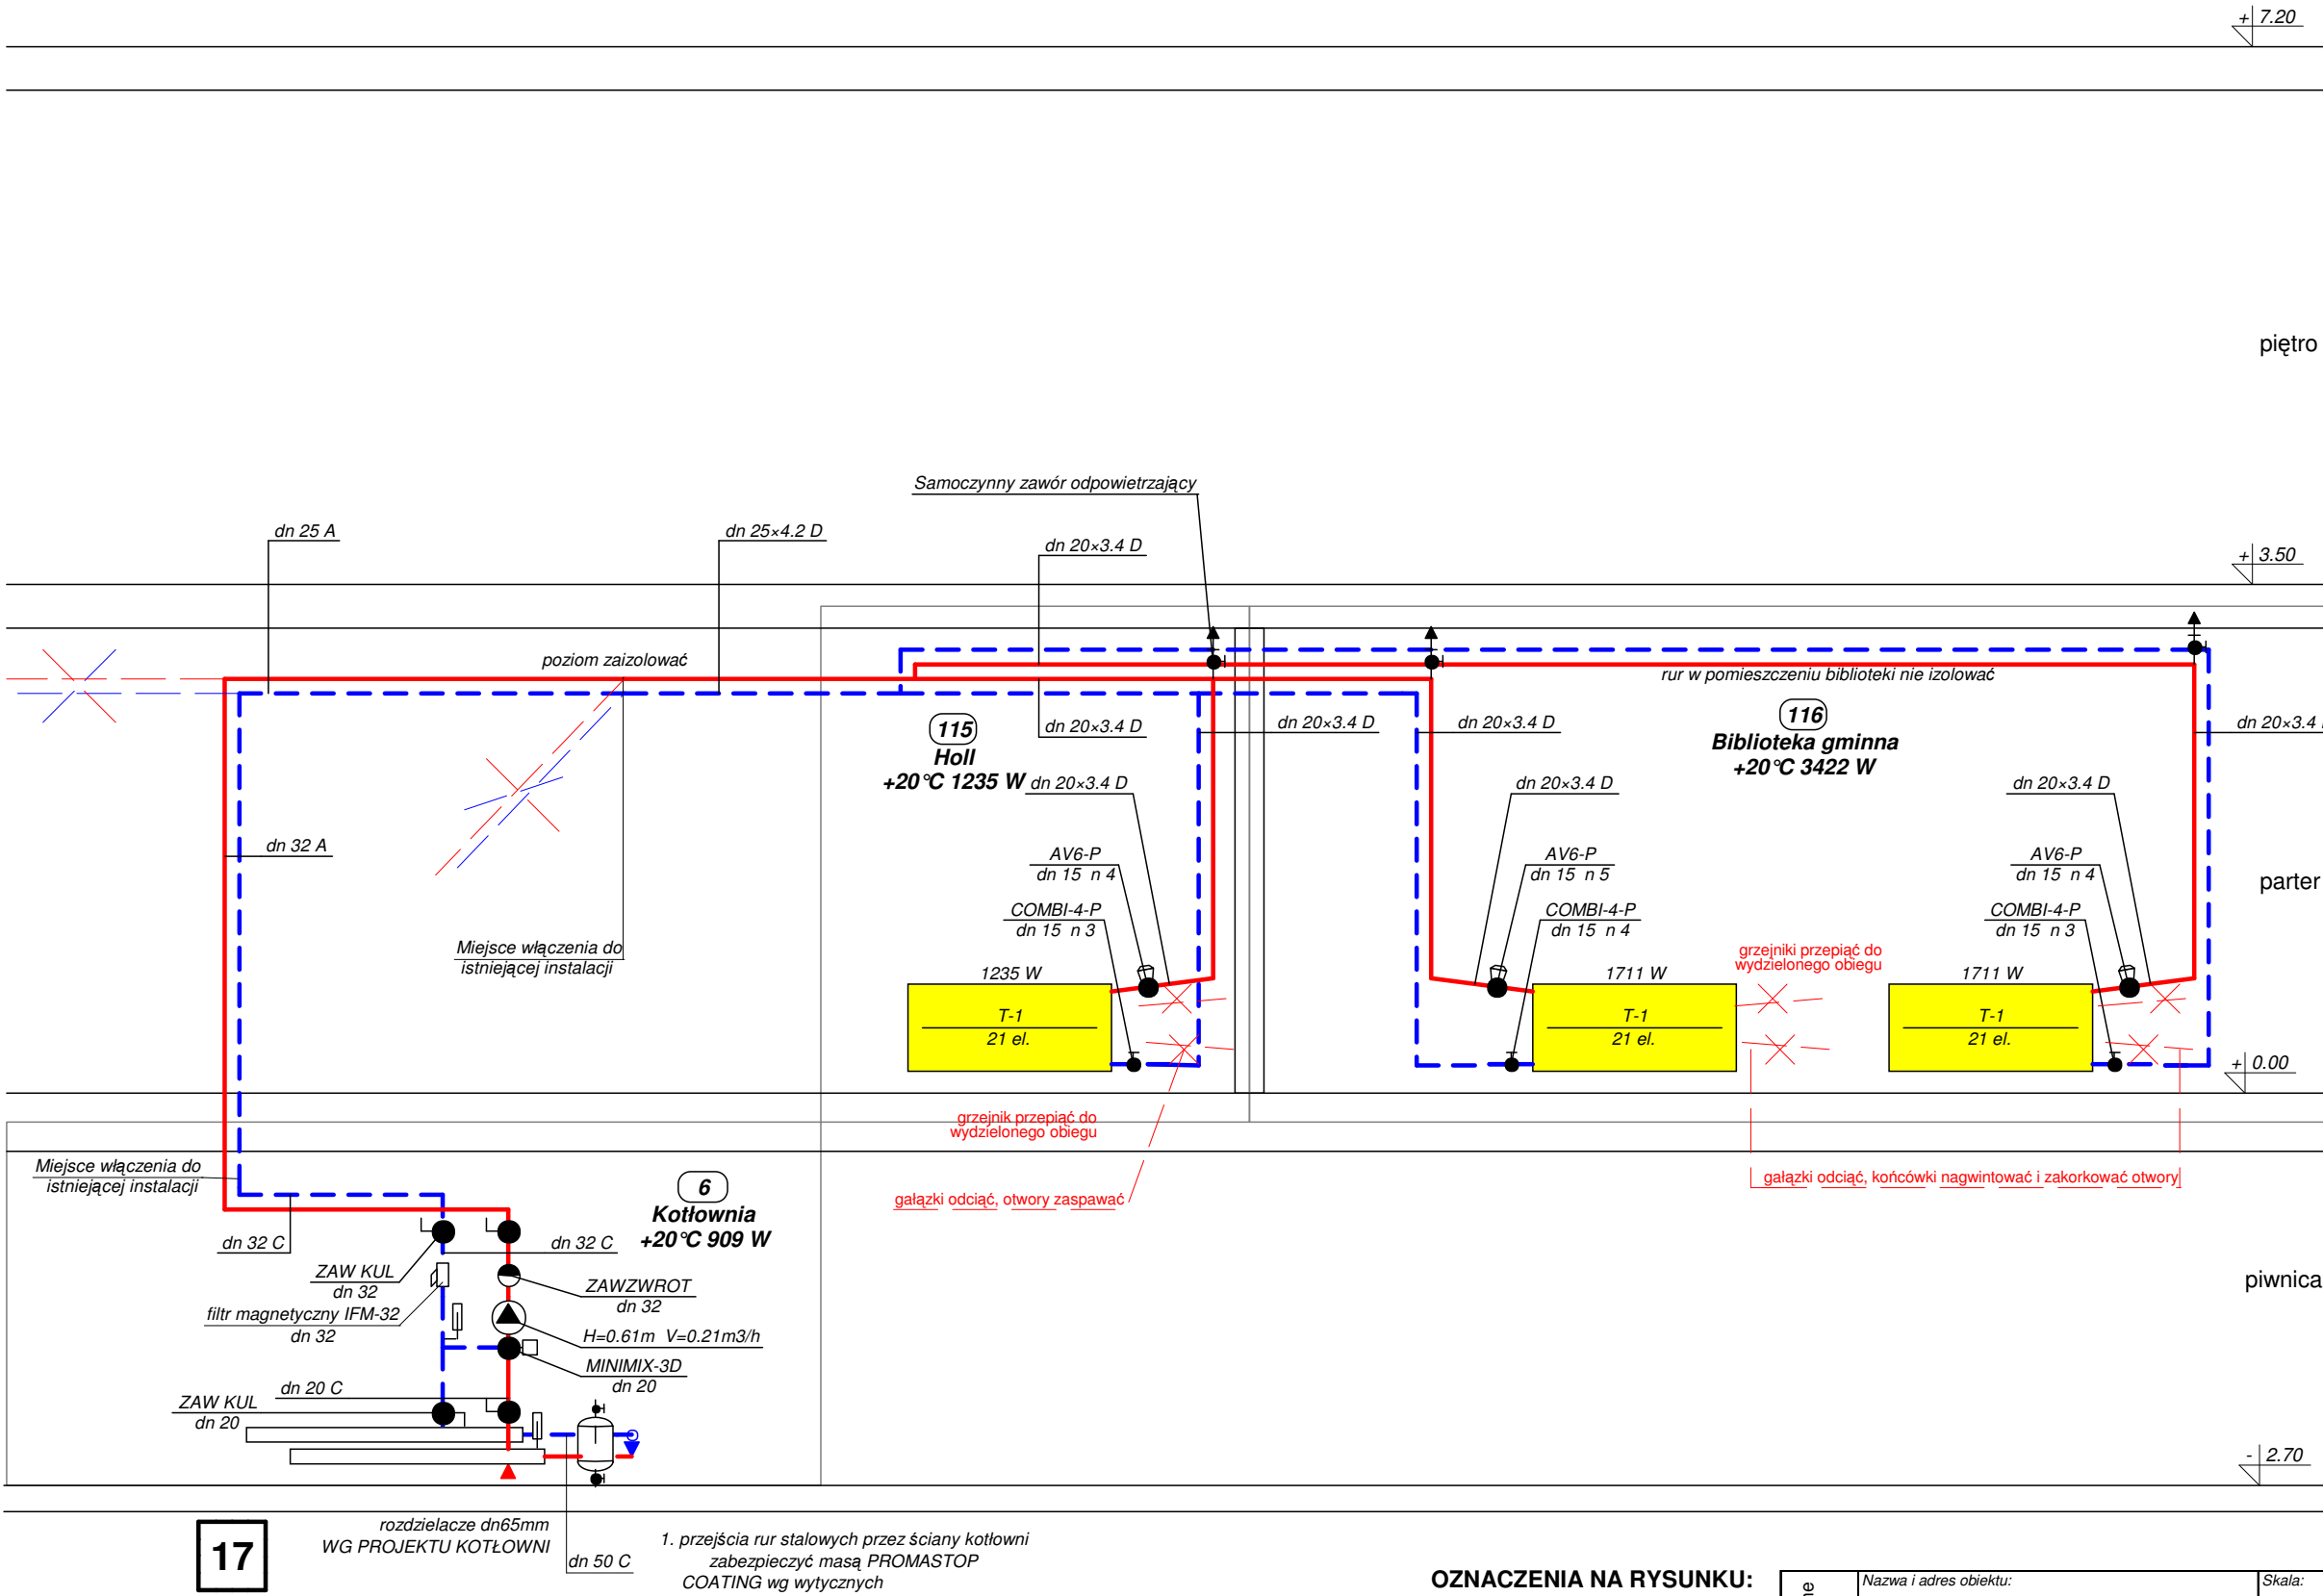 + 7.20
piętro
Samoczynny zawór odpowietrzający
dn 25 A
dn 25×4.2 D
dn 20×3.4 D
+ 3.50
poziom zaizolować
rur w pomieszczeniu biblioteki nie izolować
115
Holl
+20°C 1235 W
dn 20×3.4 D
dn 20×3.4 D
dn 20×3.4 D
116
Biblioteka gminna
+20°C 3422 W
dn 20×3.4
dn 20×3.4 D
dn 20×3.4 D
dn 20×3.4 D
dn 32 A
AV6-P
dn 15 n 4
AV6-P
dn 15 n 5
AV6-P
dn 15 n 4
parter
COMBI-4-P
dn 15 n 3
COMBI-4-P
dn 15 n 4
COMBI-4-P
dn 15 n 3
Miejsce włączenia do
istniejącej instalacji
grzejniki przepiąć do
wydzielonego obiegu
1235 W
1711 W
1711 W
T-1
21 el.
T-1
21 el.
T-1
21 el.
+ 0.00
grzejnik przepiąć do
wydzielonego obiegu
Miejsce włączenia do
istniejącej instalacji
gałązki odciąć, otwory zaspawać
gałązki odciąć, końcówki nagwintować i zakorkować otwory
6
Kotłownia
+20°C 909 W
dn 32 C
dn 32 C
ZAW KUL
dn 32
ZAWZWROT
dn 32
piwnica
filtr magnetyczny IFM-32
dn 32
H=0.61m V=0.21m3/h
MINIMIX-3D
dn 20
dn 20 C
ZAW KUL
dn 20
- 2.70
17
rozdzielacze dn65mm
WG PROJEKTU KOTŁOWNI
dn 50 C
1. przejścia rur stalowych przez ściany kotłowni
zabezpieczyć masą PROMASTOP
COATING wg wytycznych
OZNACZENIA NA RYSUNKU:
ne
Nazwa i adres obiektu:
Skala: